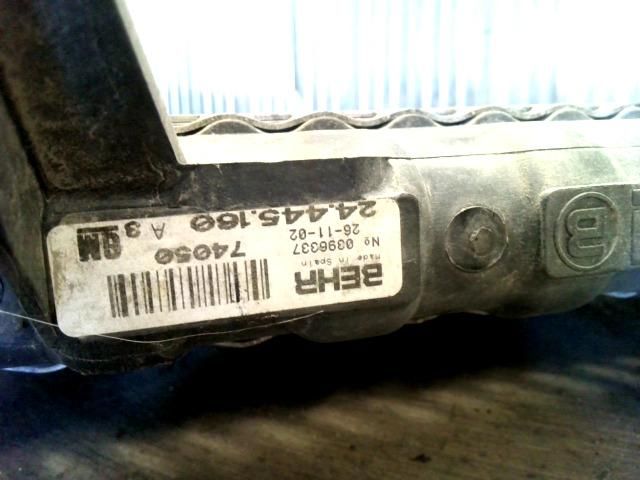 BEHR
Made in Spain
No 0396337
26-11-02
74050
24.445.160
GM
A 3